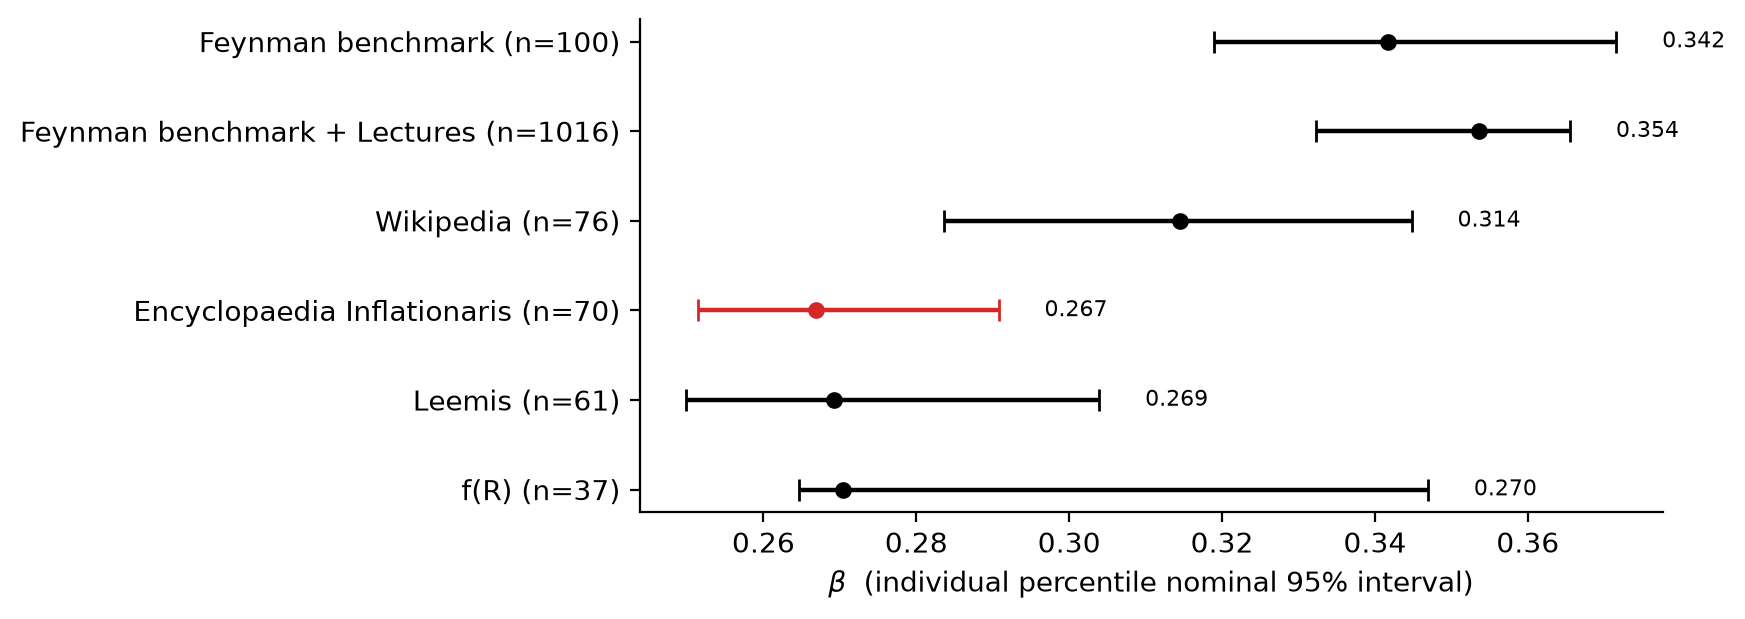 Feynman benchmark (n=100) 0.342
Feynman benchmark + Lectures (n=1016) 0.354
Wikipedia (n=76) 0.314
Encyclopaedia Inflationaris (n=70) 0.267
Leemis (n=61) 0.269
f(R) (n=37) 0.270
0.26 0.28 0.30 0.32 0.34 0.36
β (individual percentile nominal 95% interval)